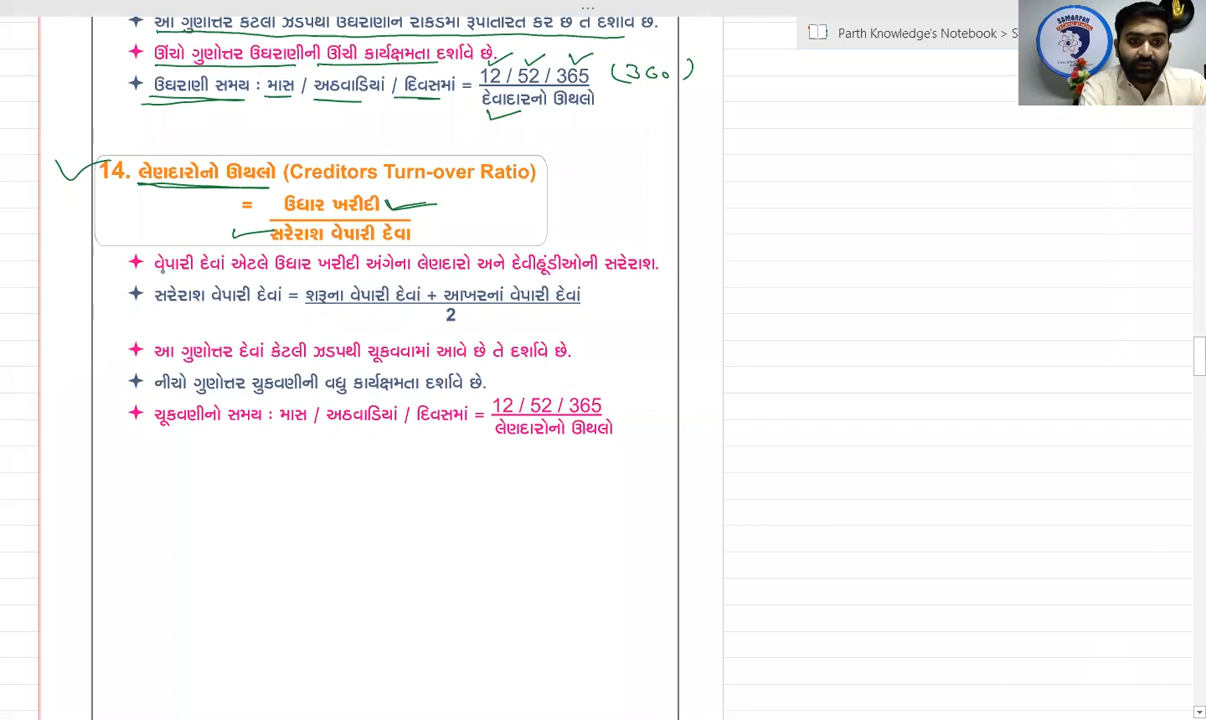 આ ગુણોત્તર કેટલી ઝડપથી ઉઘરાણીને રોકડમાં રૂપાંતરિત કરે છે તે દર્શાવે છે.
Parth Knowledge's Notebook > S
SAMARPAN
ઊંચો ગુણોત્તર ઉઘરાણીની ઊંચી કાર્યક્ષમતા દર્શાવે છે.
ઉઘરાણી સમય : માસ / અઠવાડિયાં / દિવસમાં = 12 / 52 / 365 (360)
દેવાદારનો ઊથલો
14. લેણદારોનો ઊથલો (Creditors Turn-over Ratio)
= ઉધાર ખરીદી
સરેરાશ વેપારી દેવા
વેપારી દેવાં એટલે ઉધાર ખરીદી અંગેના લેણદારો અને દેવીહૂંડીઓની સરેરાશ.
સરેરાશ વેપારી દેવાં = શરૂના વેપારી દેવાં + આખરનાં વેપારી દેવાં
2
આ ગુણોત્તર દેવાં કેટલી ઝડપથી ચૂકવવામાં આવે છે તે દર્શાવે છે.
નીચો ગુણોત્તર ચુકવણીની વધુ કાર્યક્ષમતા દર્શાવે છે.
ચૂકવણીનો સમય : માસ / અઠવાડિયાં / દિવસમાં = 12 / 52 / 365
લેણદારોનો ઊથલો